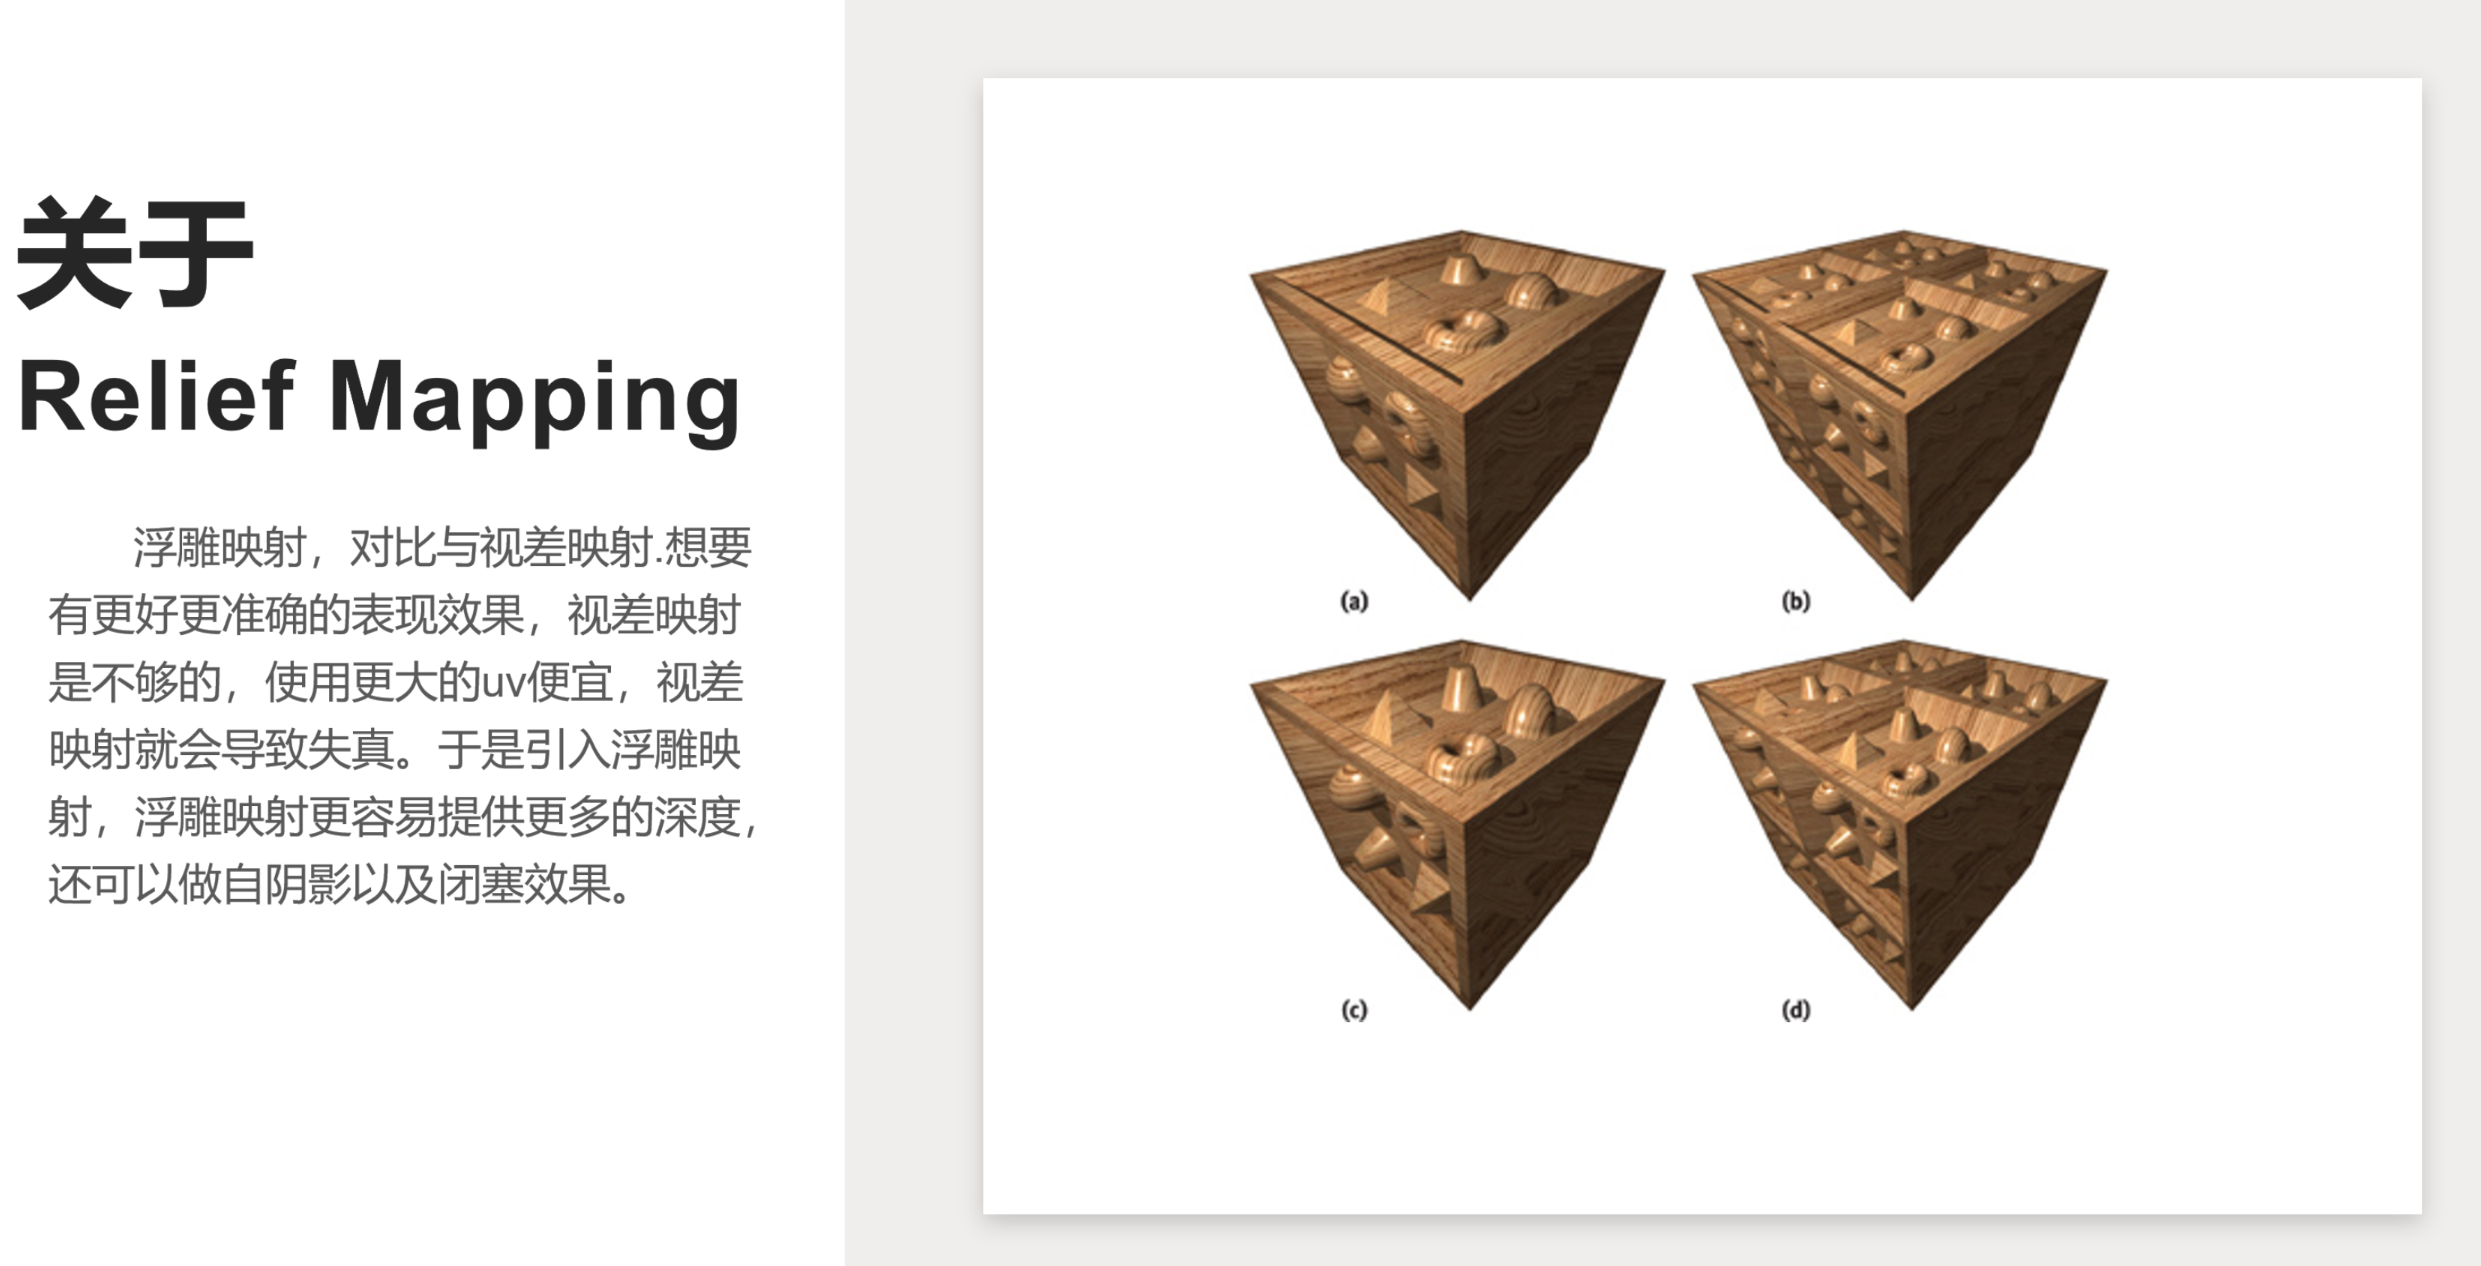 关于
Relief Mapping
浮雕映射，对比与视差映射.想要
有更好更准确的表现效果，视差映射
是不够的，使用更大的uv便宜，视差
映射就会导致失真。于是引入浮雕映
射，浮雕映射更容易提供更多的深度，
还可以做自阴影以及闭塞效果。
(a)
(b)
(c)
(d)